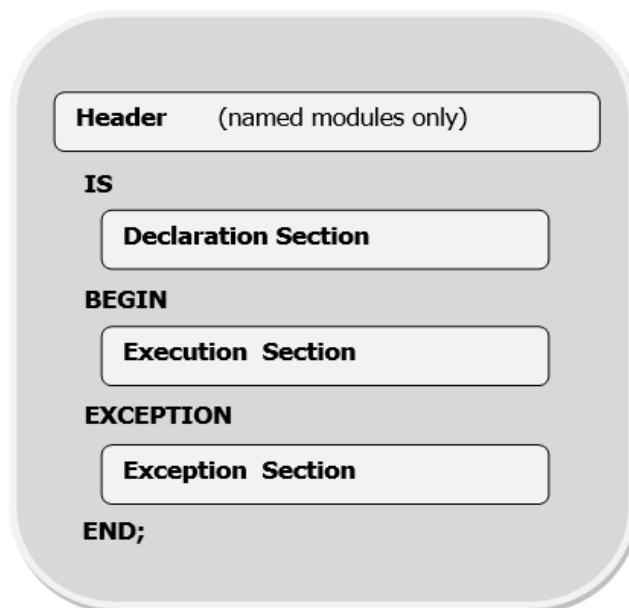 Header (named modules only)
IS
Declaration Section
BEGIN
Execution Section
EXCEPTION
Exception Section
END;